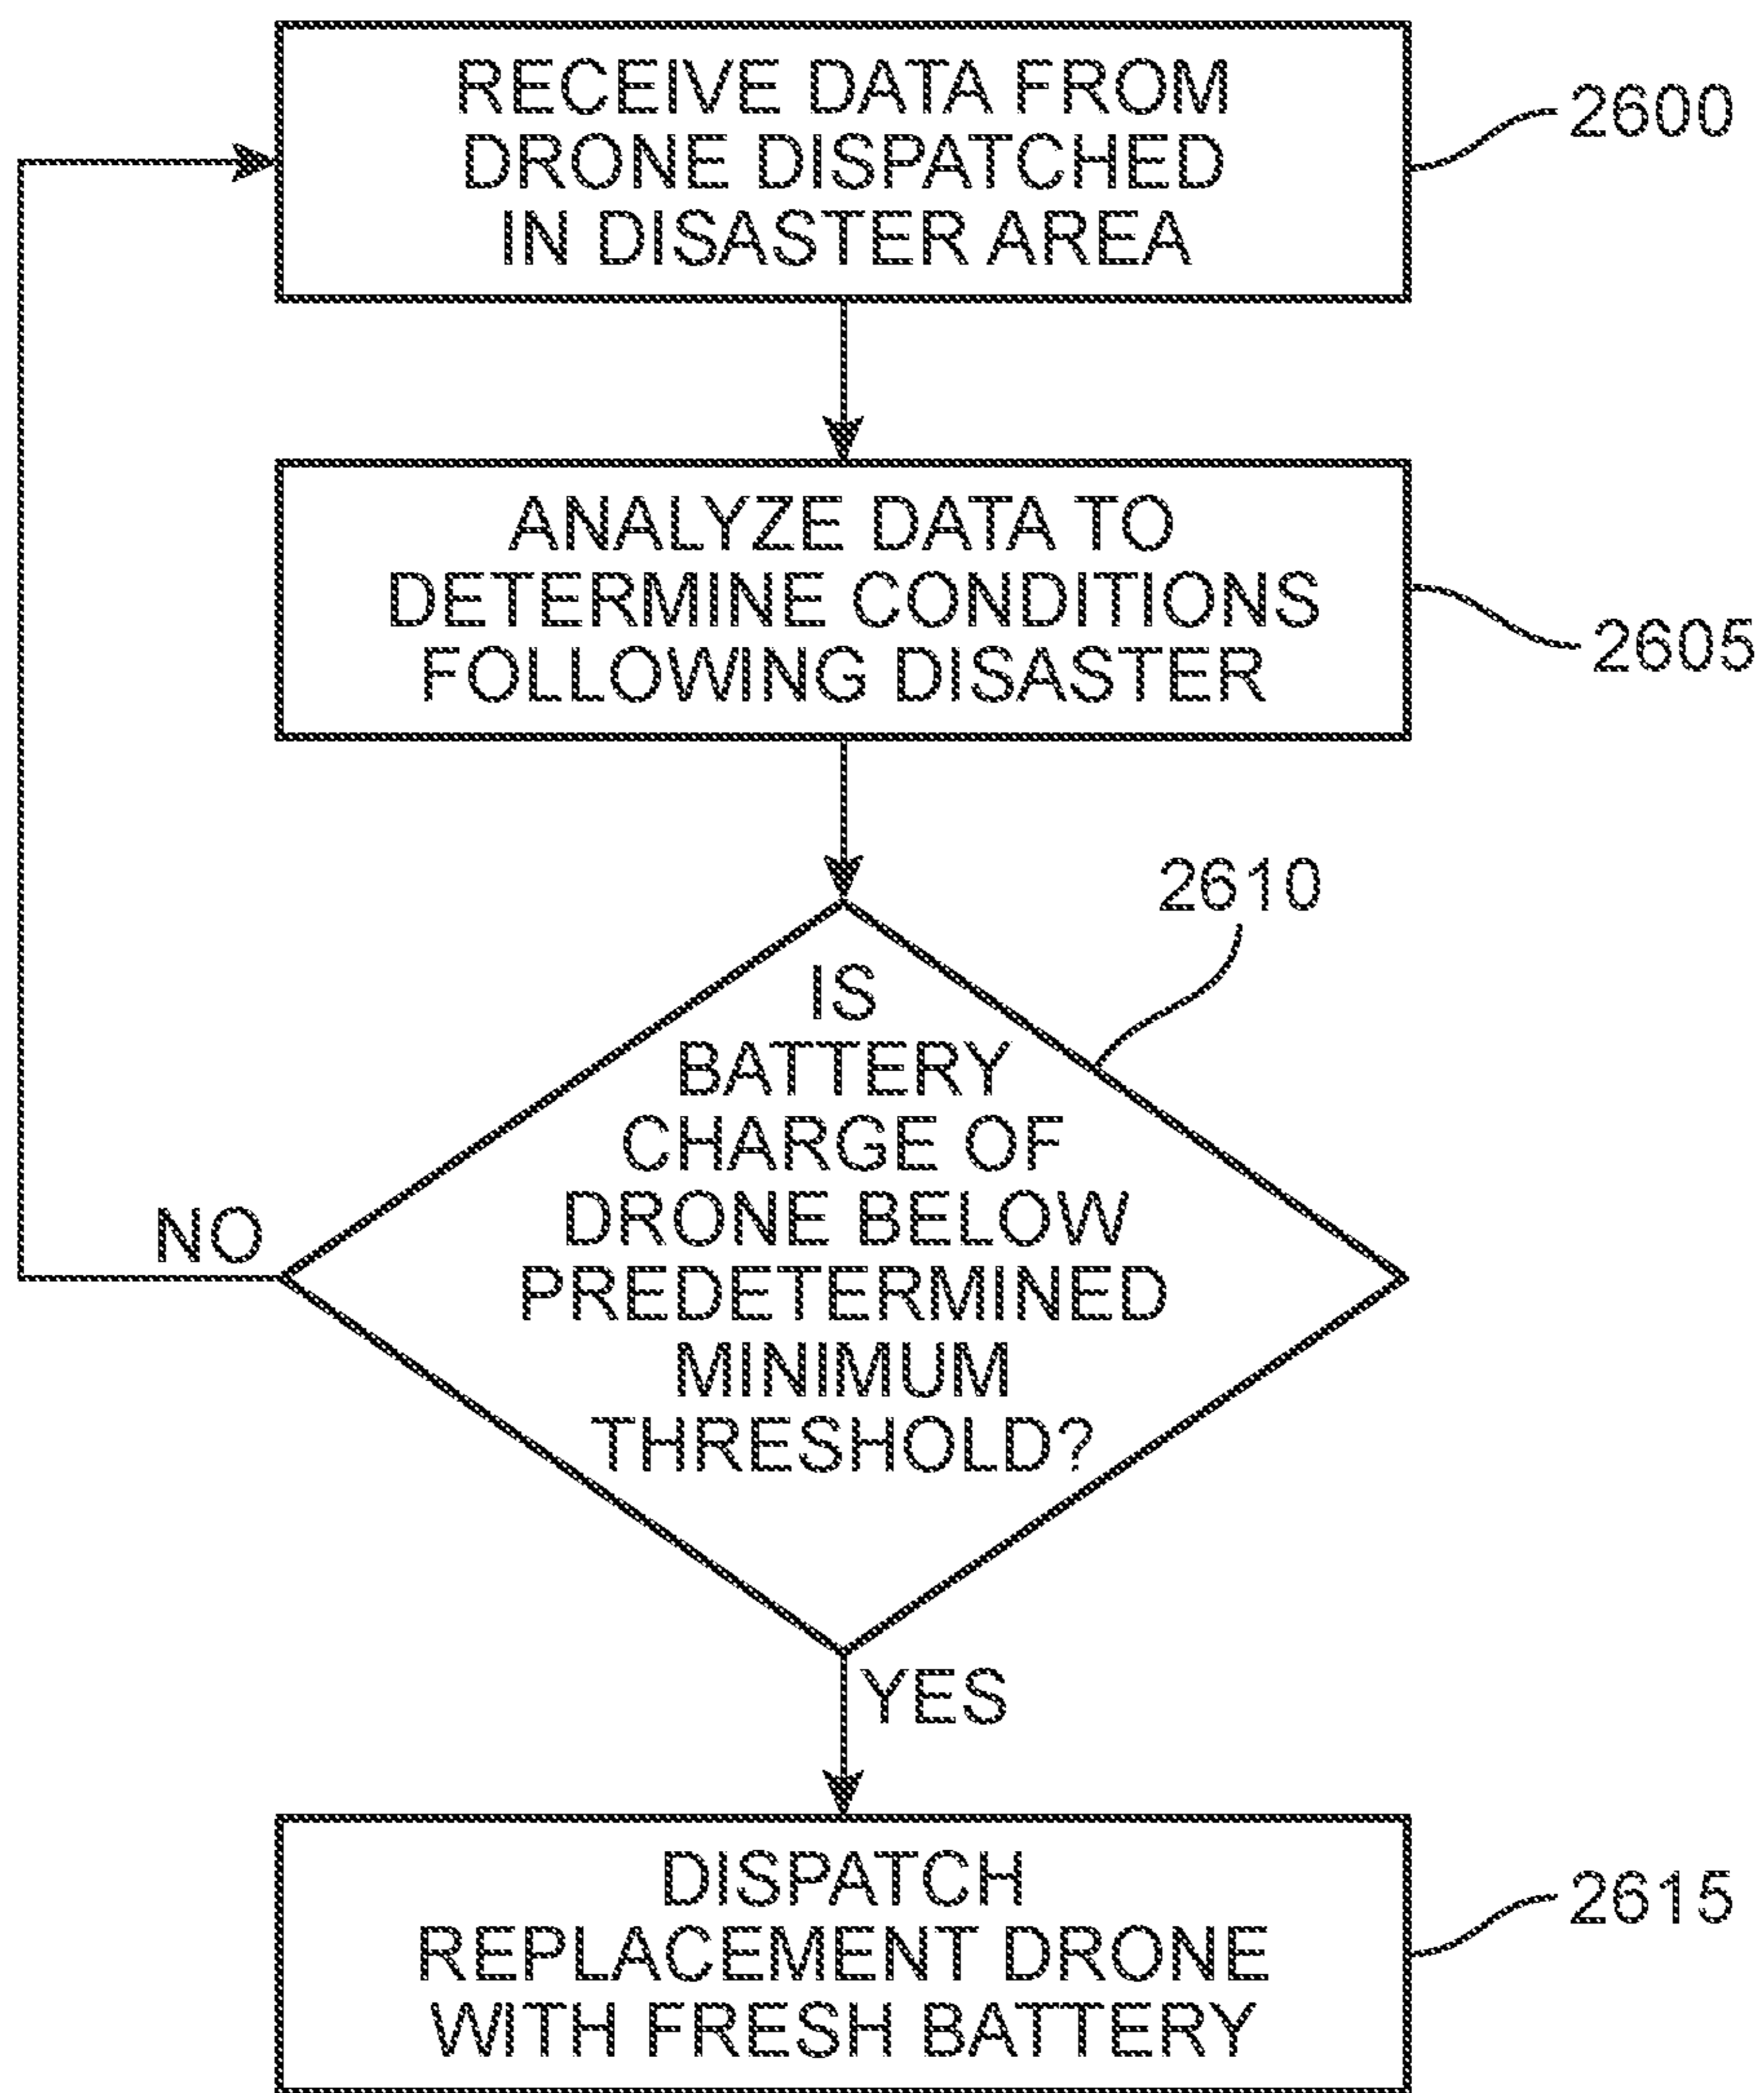 RECEIVE DATA FROM
DRONE DISPATCHED
IN DISASTER AREA
2600
ANALYZE DATA TO
DETERMINE CONDITIONS
FOLLOWING DISASTER
2605
2610
IS
BATTERY
CHARGE OF
DRONE BELOW
PREDETERMINED
MINIMUM
THRESHOLD?
NO
YES
DISPATCH
REPLACEMENT DRONE
WITH FRESH BATTERY
2615